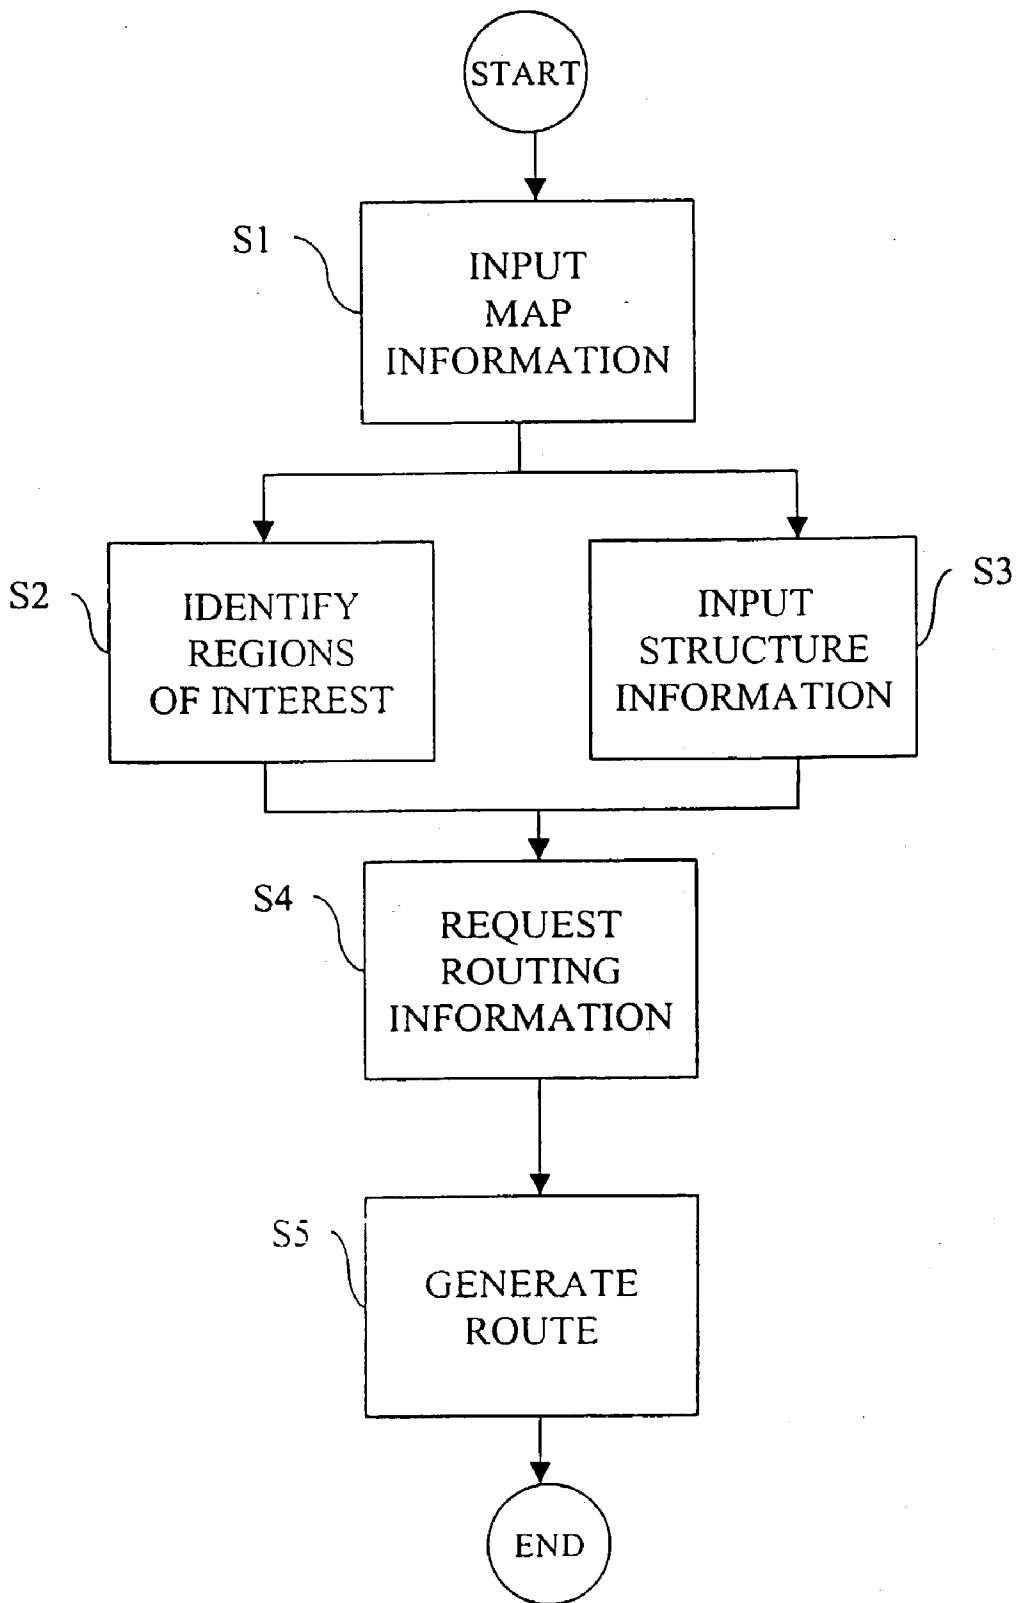 START
S1
INPUT
MAP
INFORMATION
S2
IDENTIFY
REGIONS
OF INTEREST
S3
INPUT
STRUCTURE
INFORMATION
S4
REQUEST
ROUTING
INFORMATION
S5
GENERATE
ROUTE
END